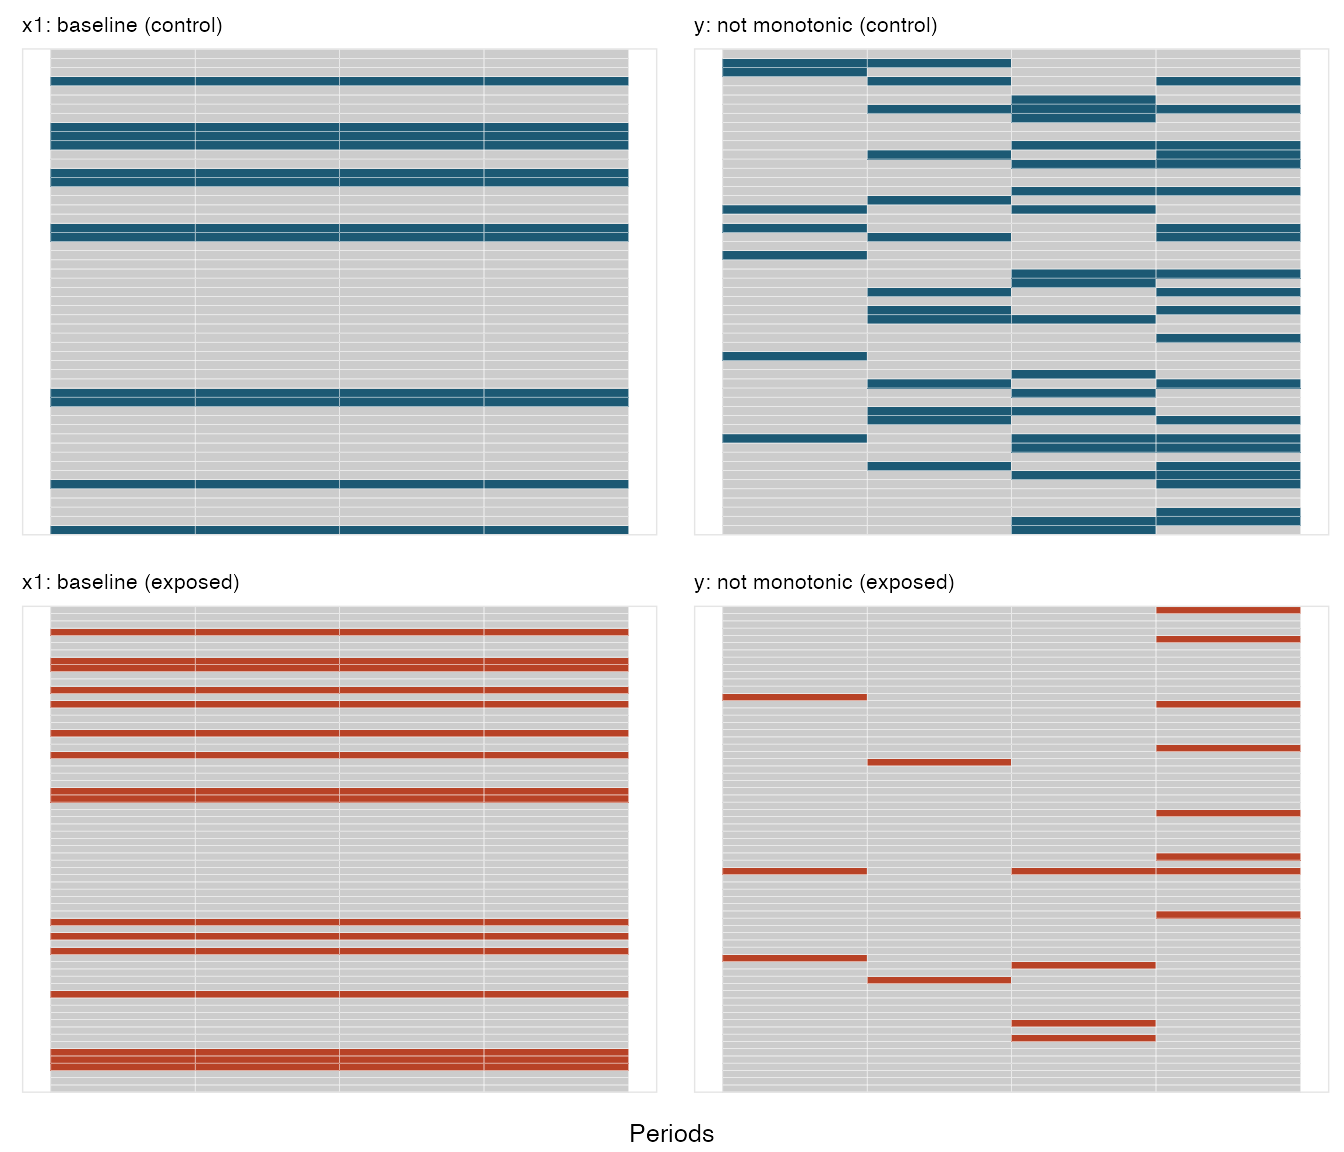 x1: baseline (control)
y: not monotonic (control)
x1: baseline (exposed)
y: not monotonic (exposed)
Periods